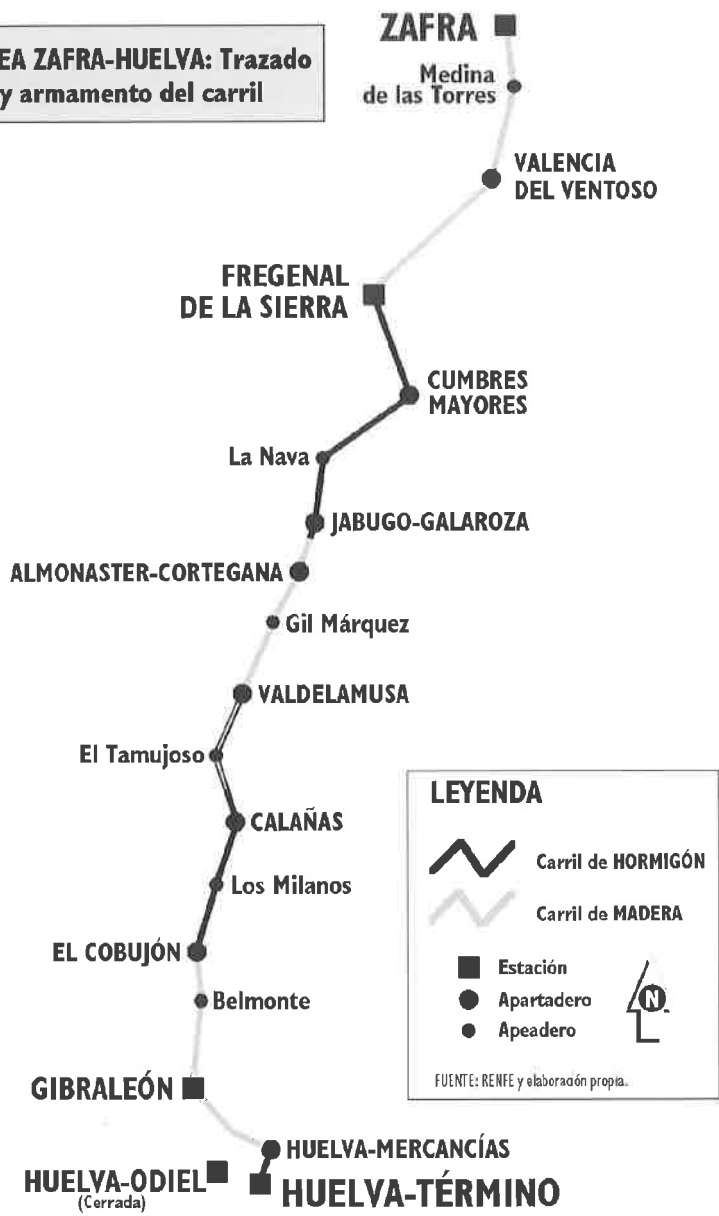 EA ZAFRA-HUELVA: Trazado
y armamento del carril
ZAFRA
Medina
de las Torres
VALENCIA
DEL VENTOSO
FREGENAL
DE LA SIERRA
CUMBRES
MAYORES
La Nava
JABUGO-GALAROZA
ALMONASTER-CORTEGANA
Gil Márquez
VALDELAMUSA
El Tamujoso
CALAÑAS
Los Milanos
EL COBUJÓN
Belmonte
GIBRALEÓN
HUELVA-MERCANCÍAS
HUELVA-ODIEL
(Cerrada)
HUELVA-TÉRMINO
LEYENDA
Carril de HORMIGÓN
Carril de MADERA
Estación
Apartadero
Apeadero
N
FUENTE: RENFE y elaboración propia.